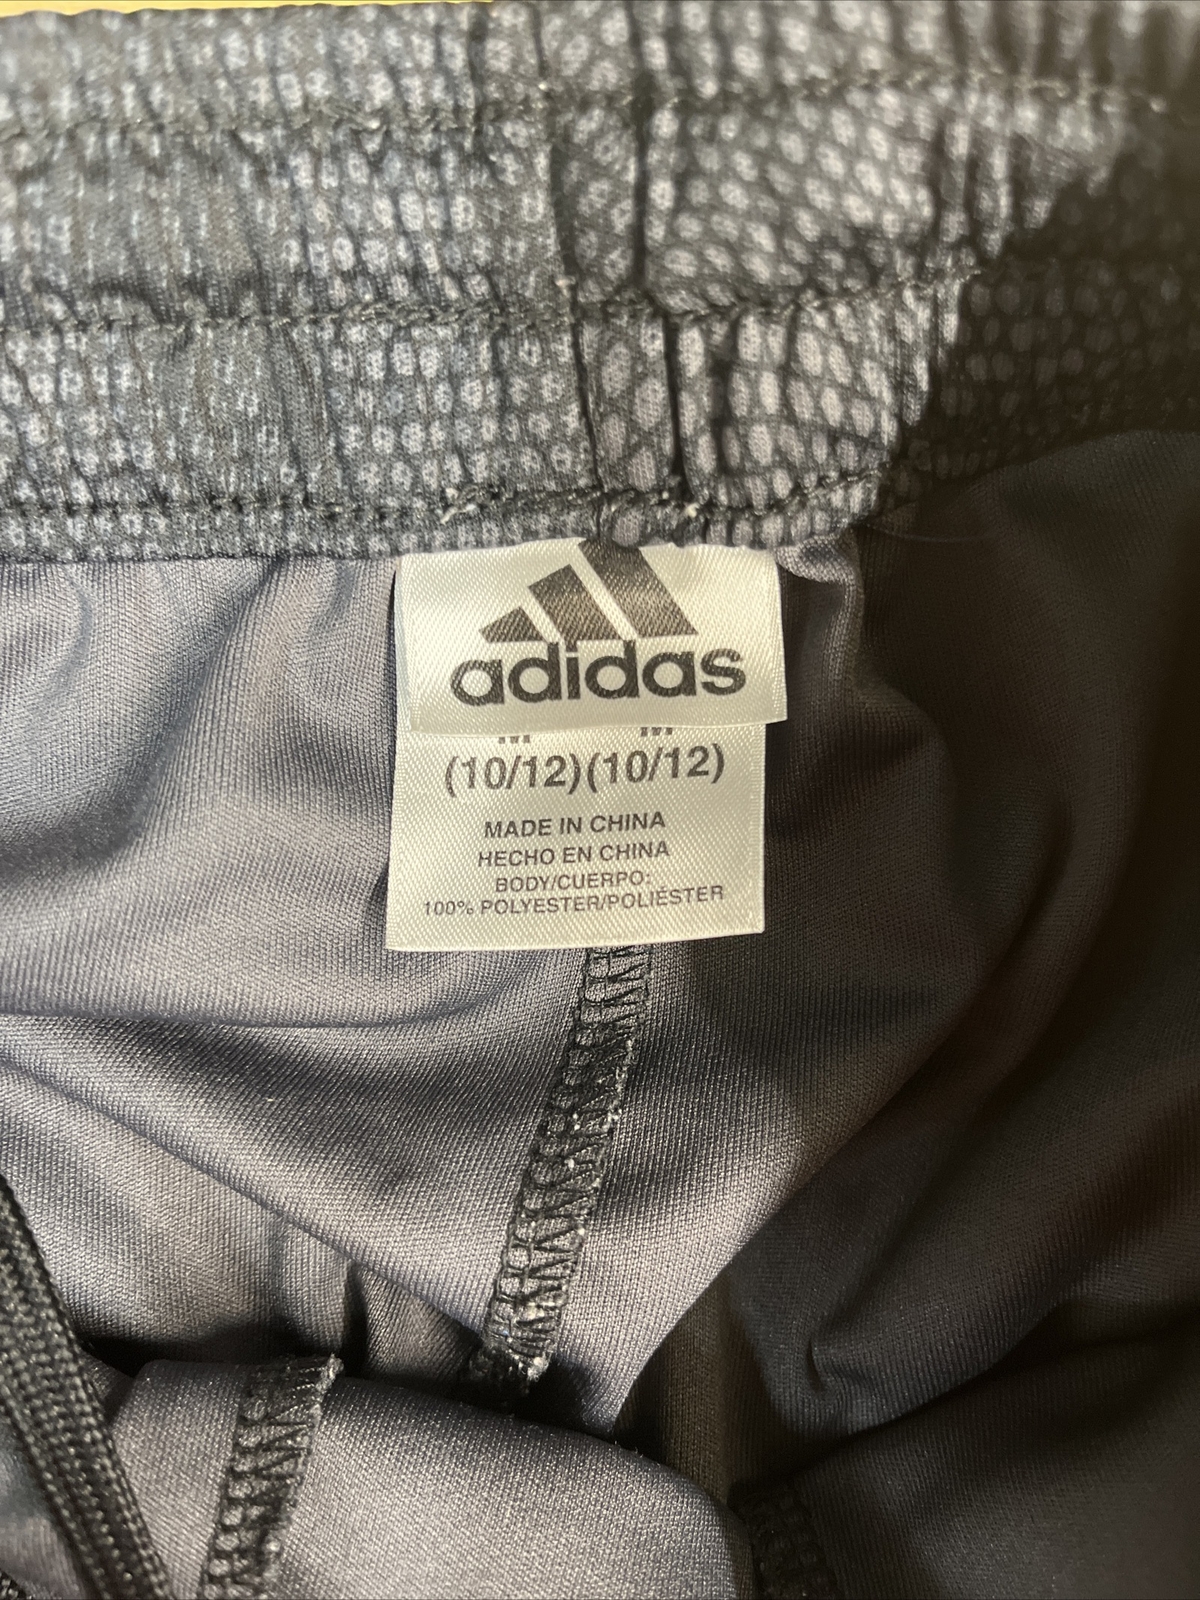 adidas
(10/12)(10/12)
MADE IN CHINA
HECHO EN CHINA
BODY/CUERPO:
100% POLYESTER/POLIÉSTER